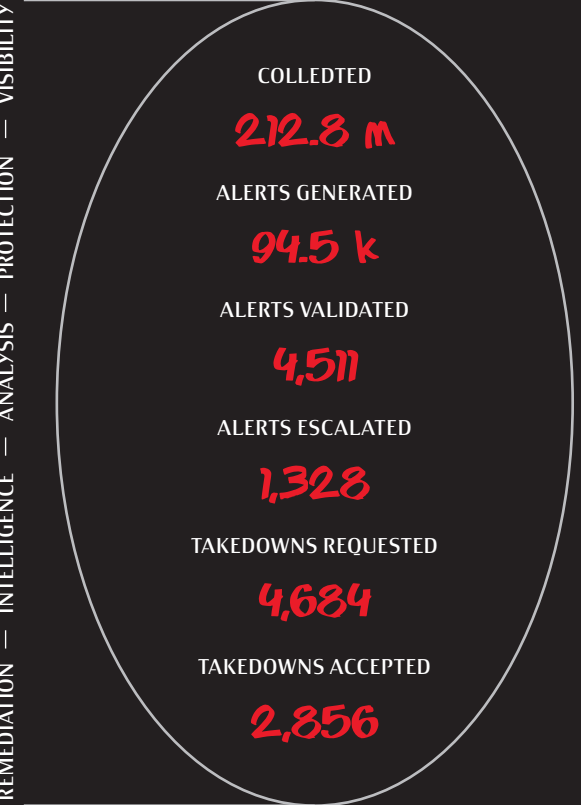 COLLEDTED
212.8 m
ALERTS GENERATED
94.5 k
ALERTS VALIDATED
4,511
ALERTS ESCALATED
1,328
TAKEDOWNS REQUESTED
4,684
TAKEDOWNS ACCEPTED
2,856
REMEDIATION — INTELLIGENCE — ANALYSIS — PROTECTION — VISIBILITY